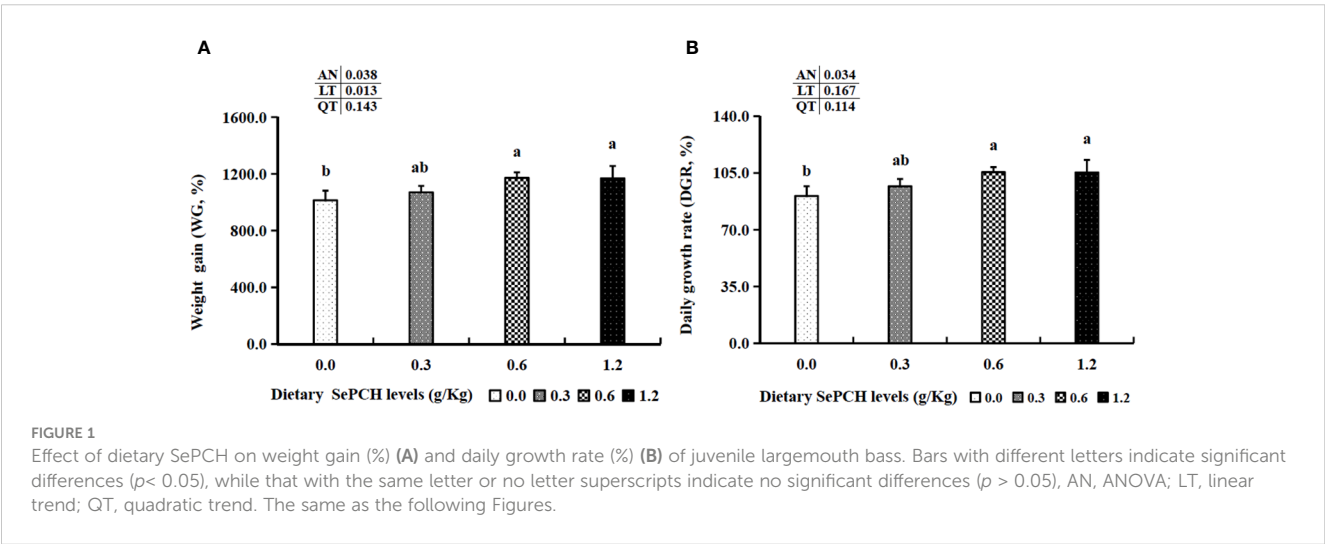 A
AN 0.038
LT 0.013
QT 0.143
1600.0
1200.0
800.0
400.0
0.0
Weight gain (WG, %)
b
ab
a
a
0.0 0.3 0.6 1.2
Dietary SePCH levels (g/Kg) 0.0 0.3 0.6 1.2
B
AN 0.034
LT 0.167
QT 0.114
140.0
105.0
70.0
35.0
0.0
Daily growth rate (DGR, %)
b
ab
a
a
0.0 0.3 0.6 1.2
Dietary SePCH levels (g/Kg) 0.0 0.3 0.6 1.2
FIGURE 1
Effect of dietary SePCH on weight gain (%) (A) and daily growth rate (%) (B) of juvenile largemouth bass. Bars with different letters indicate significant
differences (p< 0.05), while that with the same letter or no letter superscripts indicate no significant differences (p > 0.05), AN, ANOVA; LT, linear
trend; QT, quadratic trend. The same as the following Figures.